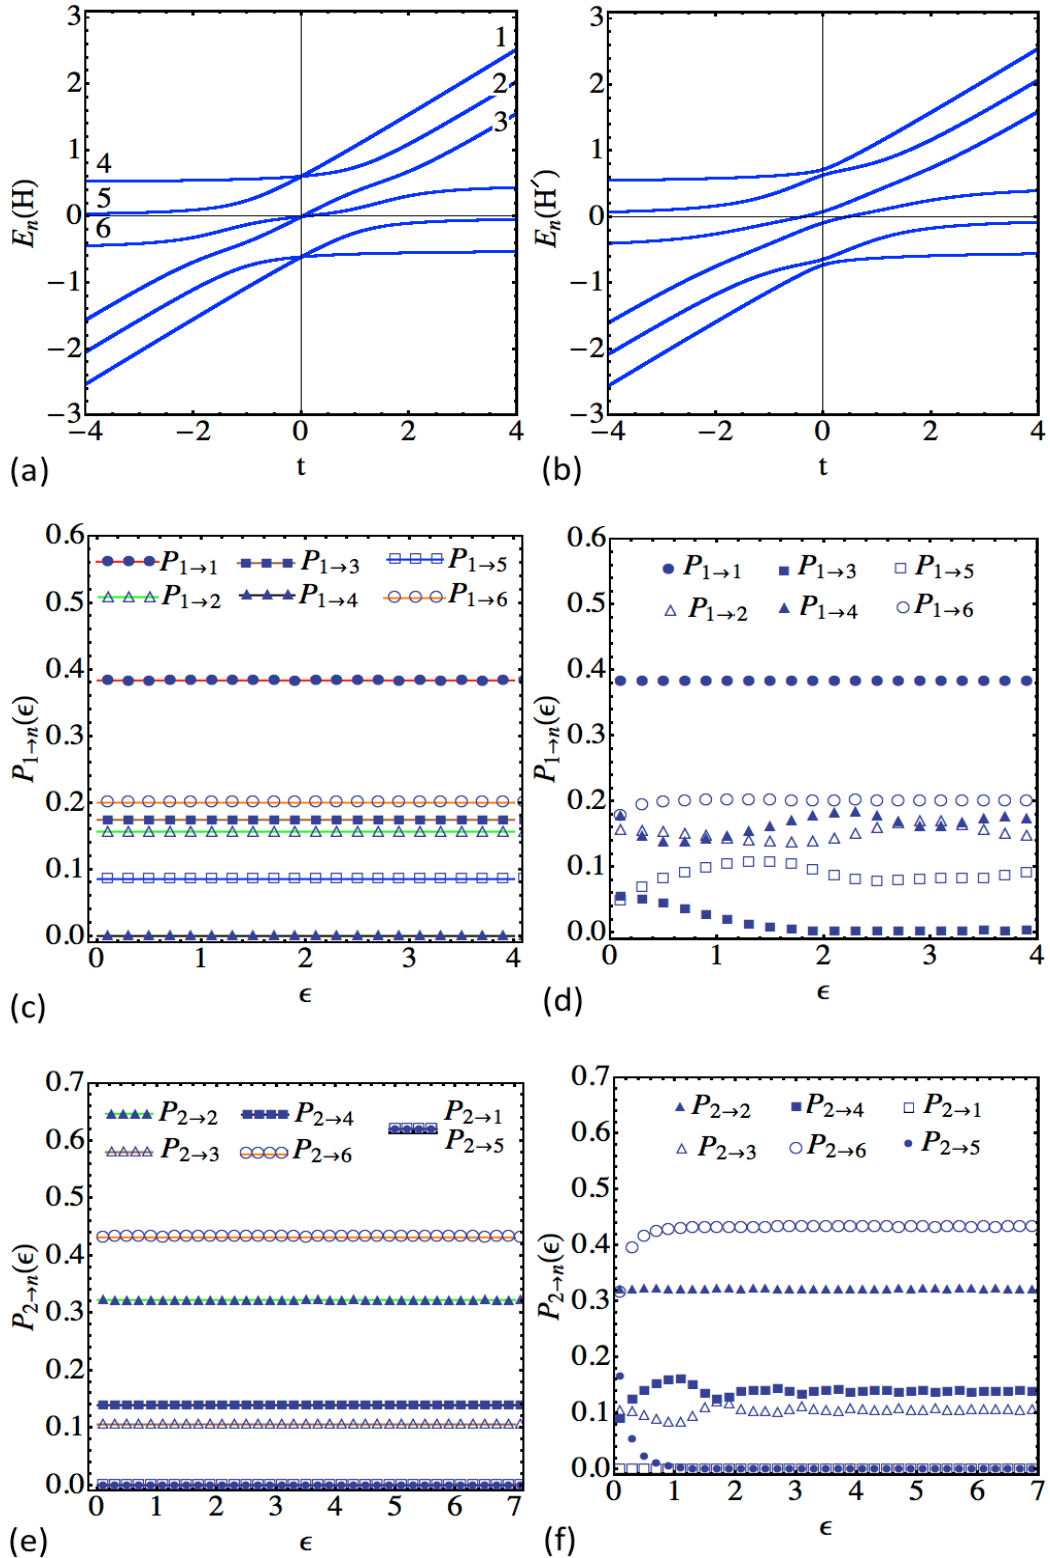 3
2
1
0
−1
−2
−3
E_n(H)
1
2
3
4
5
6
−4 −2 0 2 4
t
(a)
3
2
1
0
−1
−2
−3
E_n(H′)
−4 −2 0 2 4
t
(b)
0.6
0.5
0.4
0.3
0.2
0.1
0.0
P_{1→n}(ϵ)
P_{1→1} P_{1→3} P_{1→5}
P_{1→2} P_{1→4} P_{1→6}
0 1 2 3 4
ϵ
(c)
0.6
0.5
0.4
0.3
0.2
0.1
0.0
P_{1→n}(ϵ)
P_{1→1} P_{1→3} P_{1→5}
P_{1→2} P_{1→4} P_{1→6}
0 1 2 3 4
ϵ
(d)
0.7
0.6
0.5
0.4
0.3
0.2
0.1
0.0
P_{2→n}(ϵ)
P_{2→2} P_{2→4} P_{2→1}
P_{2→3} P_{2→6} P_{2→5}
0 1 2 3 4 5 6 7
ϵ
(e)
0.7
0.6
0.5
0.4
0.3
0.2
0.1
0.0
P_{2→n}(ϵ)
P_{2→2} P_{2→4} P_{2→1}
P_{2→3} P_{2→6} P_{2→5}
0 1 2 3 4 5 6 7
ϵ
(f)